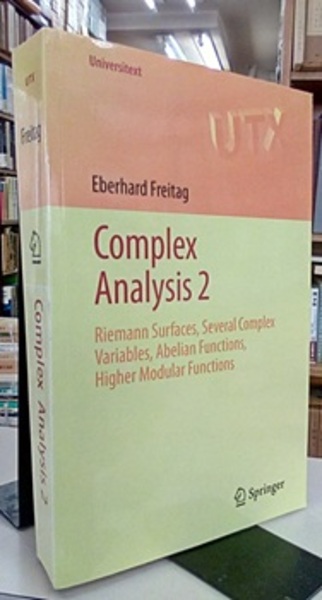 Universitext
UTX
Eberhard Freitag
Complex
Analysis 2
Riemann Surfaces, Several Complex
Variables, Abelian Functions,
Higher Modular Functions
Springer
Freitag
Complex Analysis 2